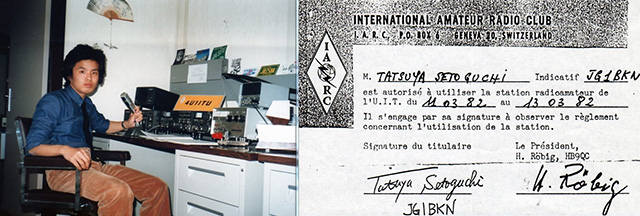 4U1ITU
INTERNATIONAL AMATEUR RADIO CLUB
I. A. R. C.,   P.O. BOX 6   GENEVA 20, SWITZERLAND
IARC
M. TATSUYA SETOGUCHI   Indicatif JG1BKN
est autorisé à utiliser la station radioamateur de
l'U.I.T. du 11 03 82 au 13 03 82
Il s'engage par sa signature à observer le règlement
concernant l'utilisation de la station.
Signature du titulaire   Le Président,
H. Röbig, HB9QC
Tatsuya Setoguchi   H. Röbig
JG1BKN